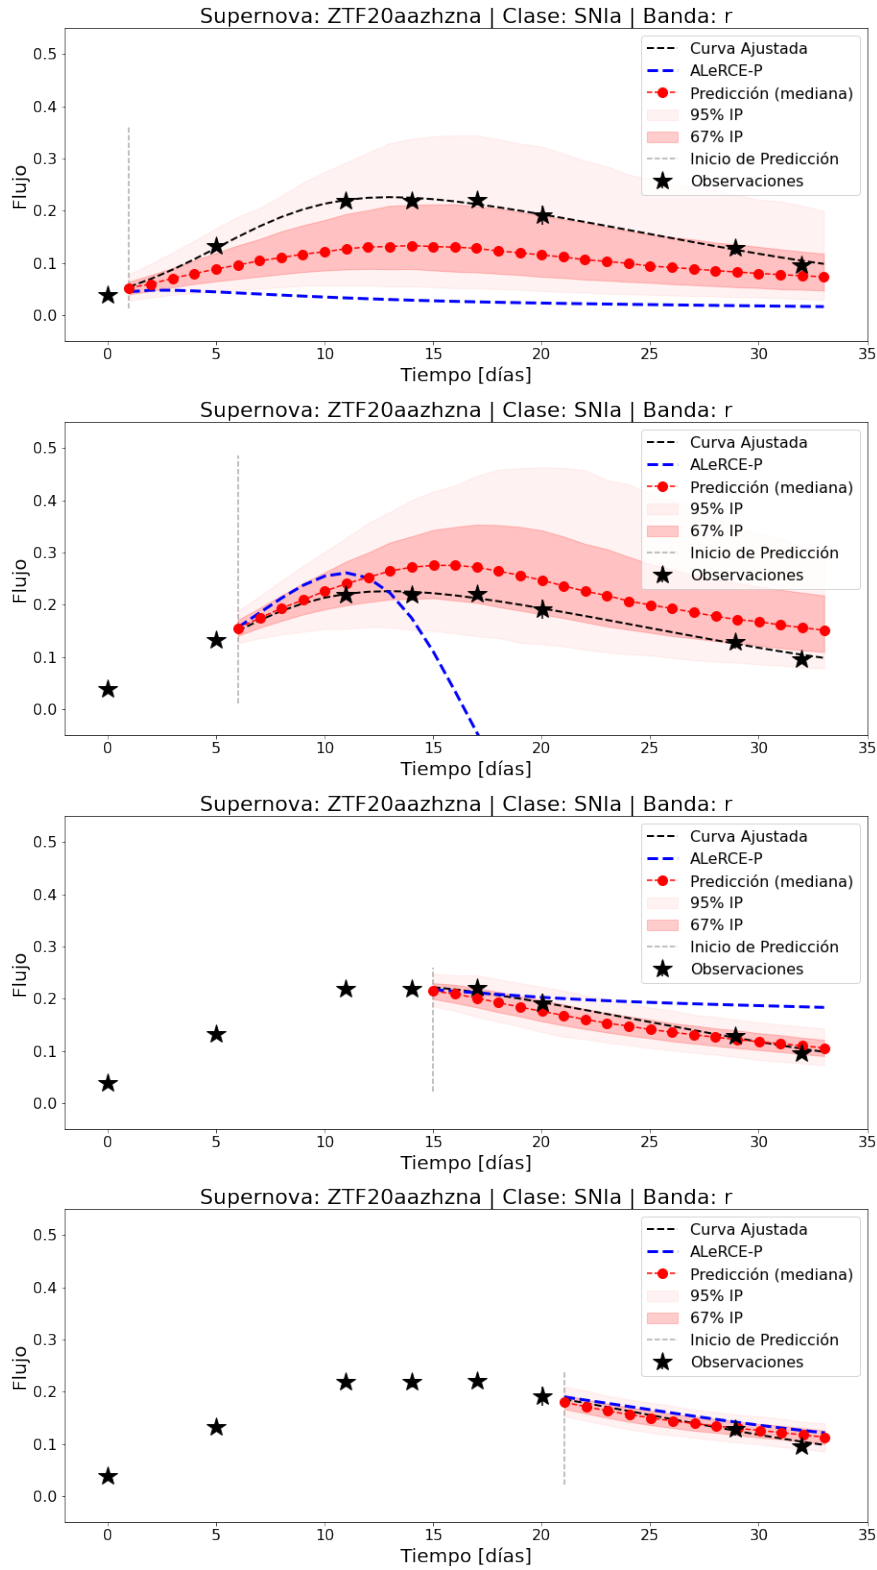 Supernova: ZTF20aazhzna | Clase: SNIa | Banda: r
Flujo
0.5
0.4
0.3
0.2
0.1
0.0
Curva Ajustada
ALeRCE-P
Predicción (mediana)
95% IP
67% IP
Inicio de Predicción
Observaciones
0 5 10 15 20 25 30 35
Tiempo [días]
Supernova: ZTF20aazhzna | Clase: SNIa | Banda: r
Flujo
0.5
0.4
0.3
0.2
0.1
0.0
Curva Ajustada
ALeRCE-P
Predicción (mediana)
95% IP
67% IP
Inicio de Predicción
Observaciones
0 5 10 15 20 25 30 35
Tiempo [días]
Supernova: ZTF20aazhzna | Clase: SNIa | Banda: r
Flujo
0.5
0.4
0.3
0.2
0.1
0.0
Curva Ajustada
ALeRCE-P
Predicción (mediana)
95% IP
67% IP
Inicio de Predicción
Observaciones
0 5 10 15 20 25 30 35
Tiempo [días]
Supernova: ZTF20aazhzna | Clase: SNIa | Banda: r
Flujo
0.5
0.4
0.3
0.2
0.1
0.0
Curva Ajustada
ALeRCE-P
Predicción (mediana)
95% IP
67% IP
Inicio de Predicción
Observaciones
0 5 10 15 20 25 30 35
Tiempo [días]